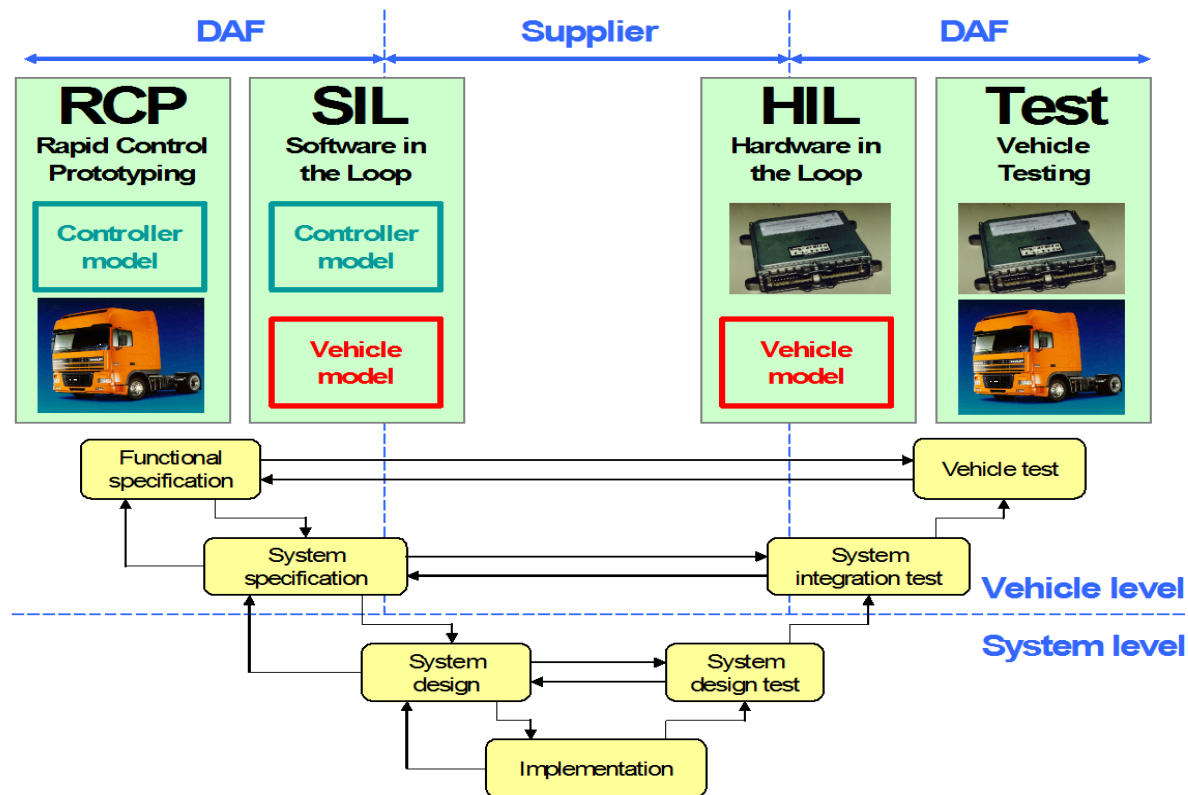 DAF
Supplier
DAF
RCP
Rapid Control
Prototyping
Controller
model
SIL
Software in
the Loop
Controller
model
Vehicle
model
HIL
Hardware in
the Loop
Vehicle
model
Test
Vehicle
Testing
Functional
specification
Vehicle test
System
specification
System
integration test
Vehicle level
System level
System
design
System
design test
Implementation